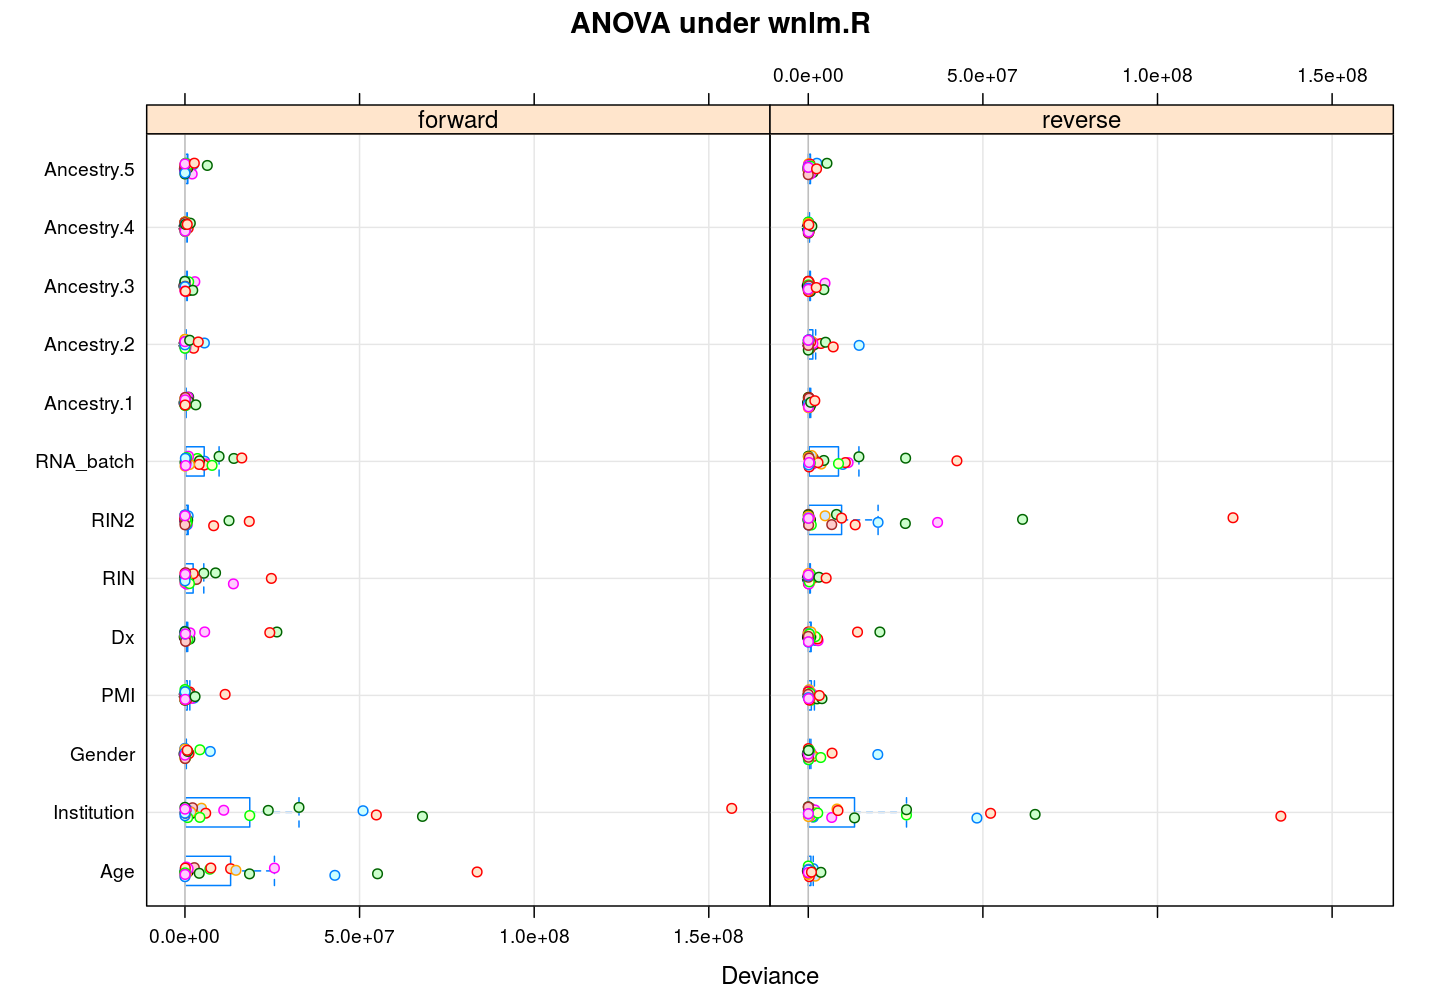 ANOVA under wnlm.R
0.0e+00 5.0e+07 1.0e+08 1.5e+08
forward reverse
Ancestry.5
Ancestry.4
Ancestry.3
Ancestry.2
Ancestry.1
RNA_batch
RIN2
RIN
Dx
PMI
Gender
Institution
Age
0.0e+00 5.0e+07 1.0e+08 1.5e+08
Deviance